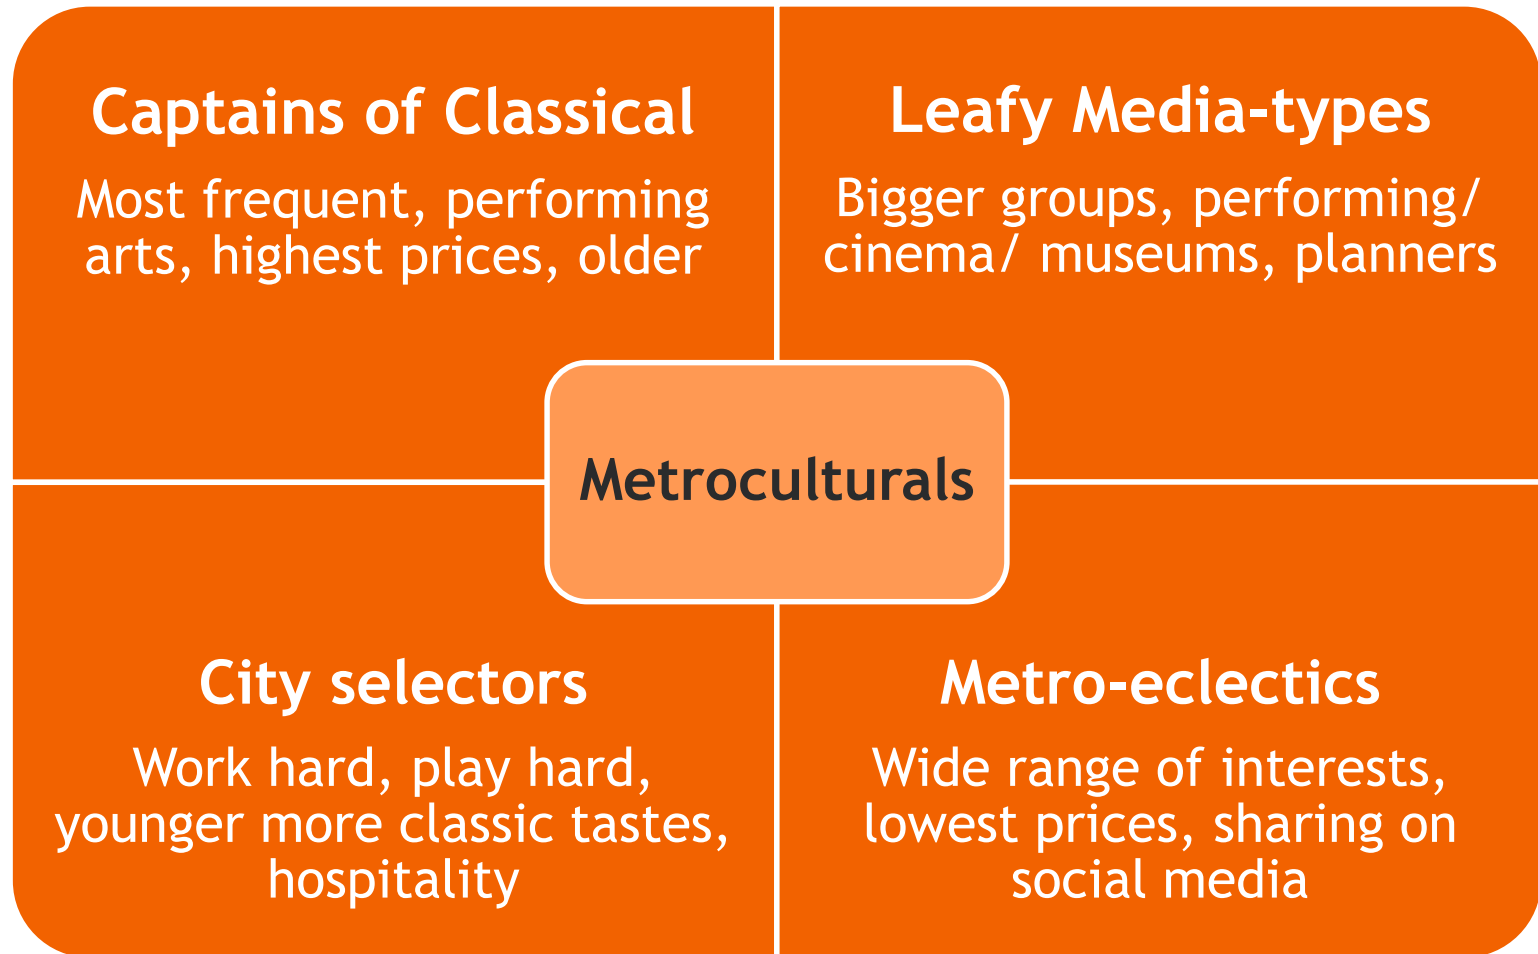 Captains of Classical
Most frequent, performing
arts, highest prices, older
Leafy Media-types
Bigger groups, performing/
cinema/ museums, planners
Metroculturals
City selectors
Work hard, play hard,
younger more classic tastes,
hospitality
Metro-eclectics
Wide range of interests,
lowest prices, sharing on
social media